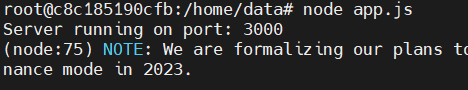 root@c8c185190cfb:/home/data# node app.js
Server running on port: 3000
(node:75) NOTE: We are formalizing our plans to
nance mode in 2023.